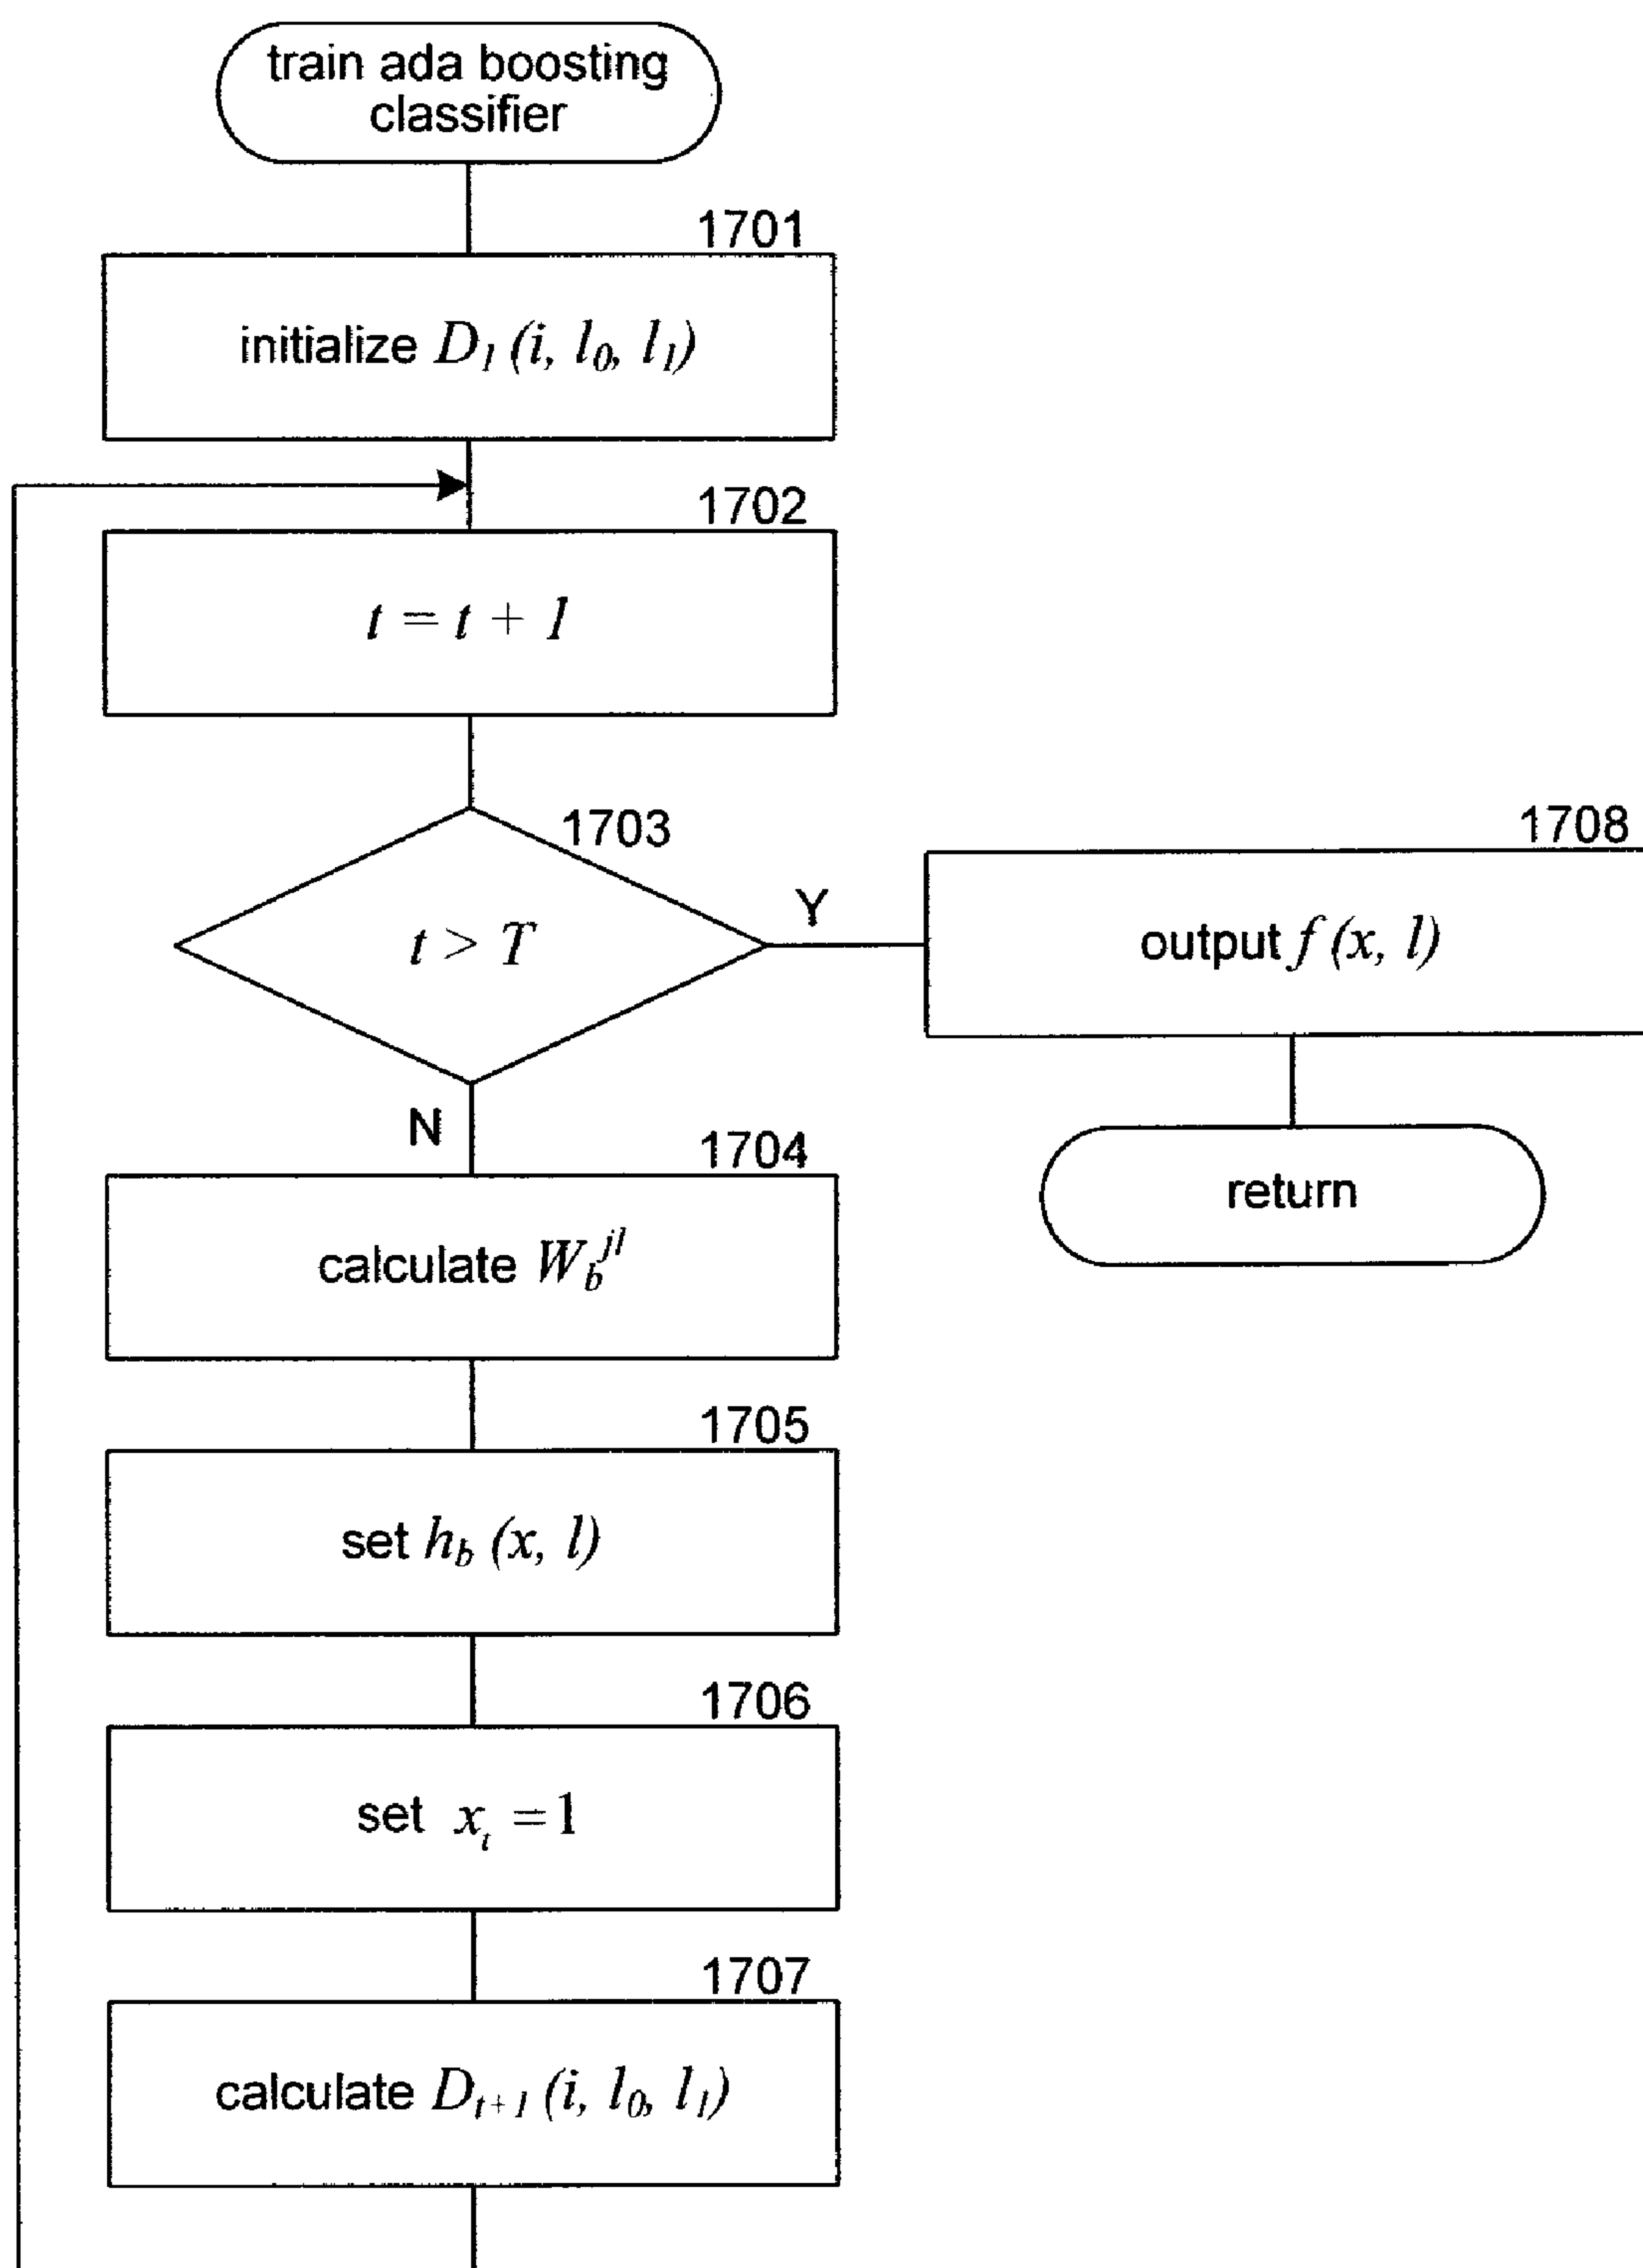 train ada boosting
classifier
1701
initialize D₁ (i, l₀, l₁)
1702
t = t + 1
1703
t > T
Y
1708
output f (x, l)
return
N
1704
calculate W_b^{jl}
1705
set h_b (x, l)
1706
set x_t = 1
1707
calculate D_{t+1} (i, l₀, l₁)